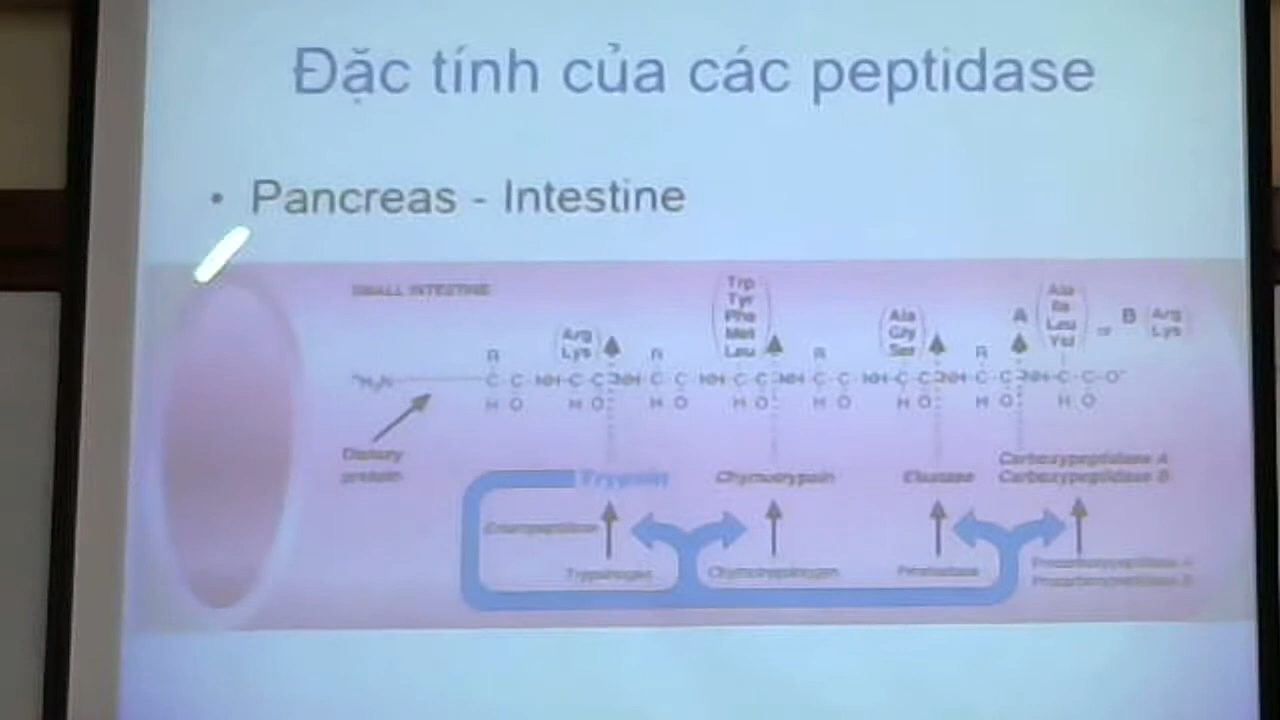 Đặc tính của các peptidase
• Pancreas - Intestine
SMALL INTESTINE
Trp
Tyr
Phe
Met
Leu
Arg
Lys
Ala
Gly
Ser
A
Ala
Ile
Leu
Val
or
B
Arg
Lys
R R R R
C C NH C C NH C C NH C C NH C C NH C C NH C C NH C C O⁻
H O H O H O H O H O H O H O H O
Dietary
protein
Trypsin
Chymotrypsin
Elastase
Carboxypeptidase A
Carboxypeptidase B
Enteropeptidase
Trypsinogen
Chymotrypsinogen
Proelastase
Procarboxypeptidase A
Procarboxypeptidase B